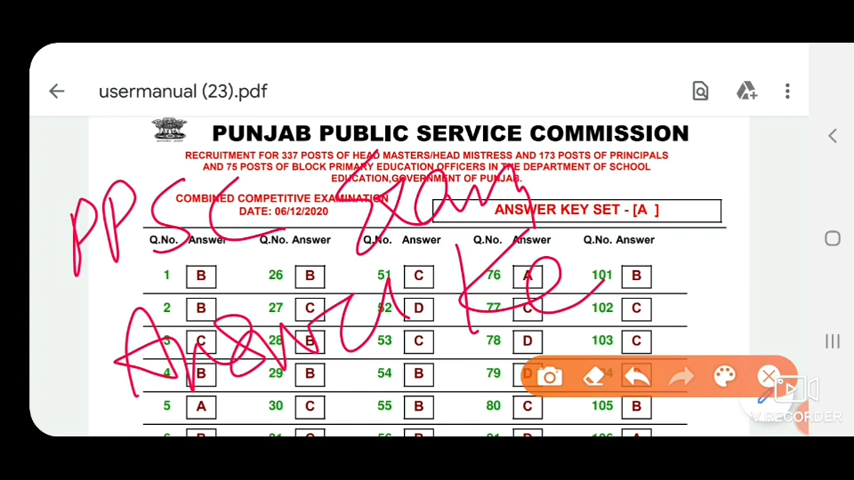 usermanual (23).pdf
PUNJAB PUBLIC SERVICE COMMISSION
RECRUITMENT FOR 337 POSTS OF HEAD MASTERS/HEAD MISTRESS AND 173 POSTS OF PRINCIPALS
AND 75 POSTS OF BLOCK PRIMARY EDUCATION OFFICERS IN THE DEPARTMENT OF SCHOOL
EDUCATION,GOVERNMENT OF PUNJAB.
COMBINED COMPETITIVE EXAMINATION
DATE: 06/12/2020
ANSWER KEY SET - [A ]
PPSC Exam
Answer Ke
Q.No. Answer Q.No. Answer Q.No. Answer Q.No. Answer Q.No. Answer
1 B 26 B 51 C 76 A 101 B
2 B 27 C 52 D 77 C 102 C
3 C 28 B 53 C 78 D 103 C
4 B 29 B 54 B 79 D
5 A 30 C 55 B 80 C 105 B
V RECORDER